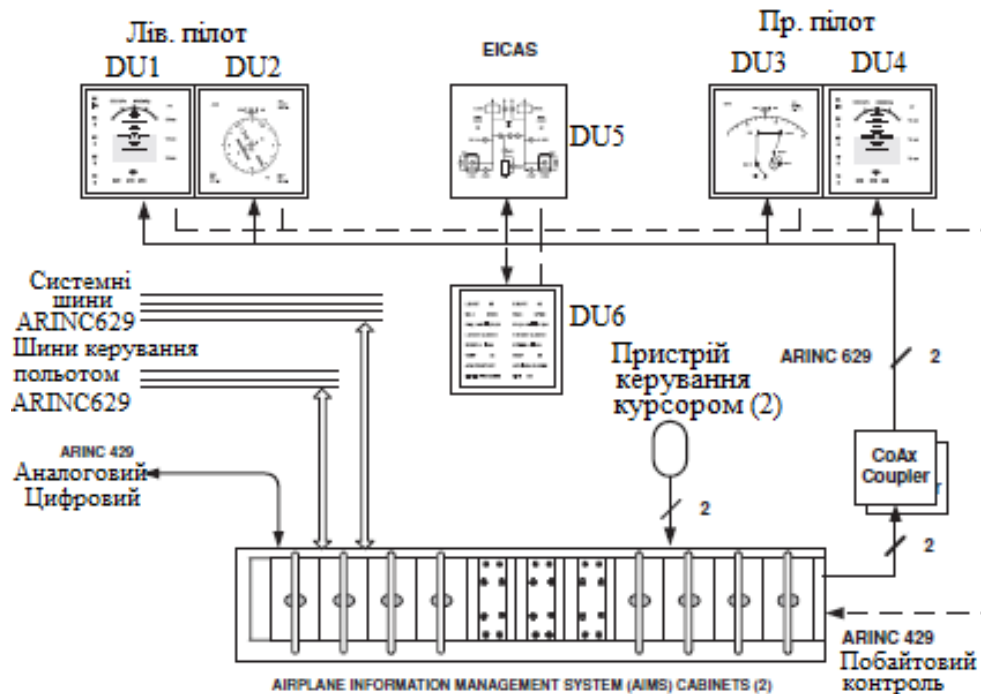 Лів. пілот
DU1
DU2
EICAS
DU5
Пр. пілот
DU3
DU4
DU6
Системні
шини
ARINC629
Шини керування
польотом
ARINC629
Пристрій
керування
курсором (2)
ARINC 629
2
ARINC 429
Аналоговий
Цифровий
2
CoAx
Coupler
2
ARINC 429
Побайтовий
контроль
AIRPLANE INFORMATION MANAGEMENT SYSTEM (AIMS) CABINETS (2)